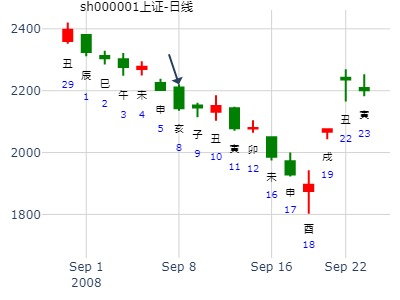 sh000001上证-日线
2400
2200
2000
1800
丑
29
辰
1
巳
2
午
3
未
4
申
5
亥
8
子
9
丑
10
寅
11
卯
12
未
16
申
17
酉
18
戌
19
丑
22
寅
23
Sep 1
2008
Sep 8
Sep 16
Sep 22